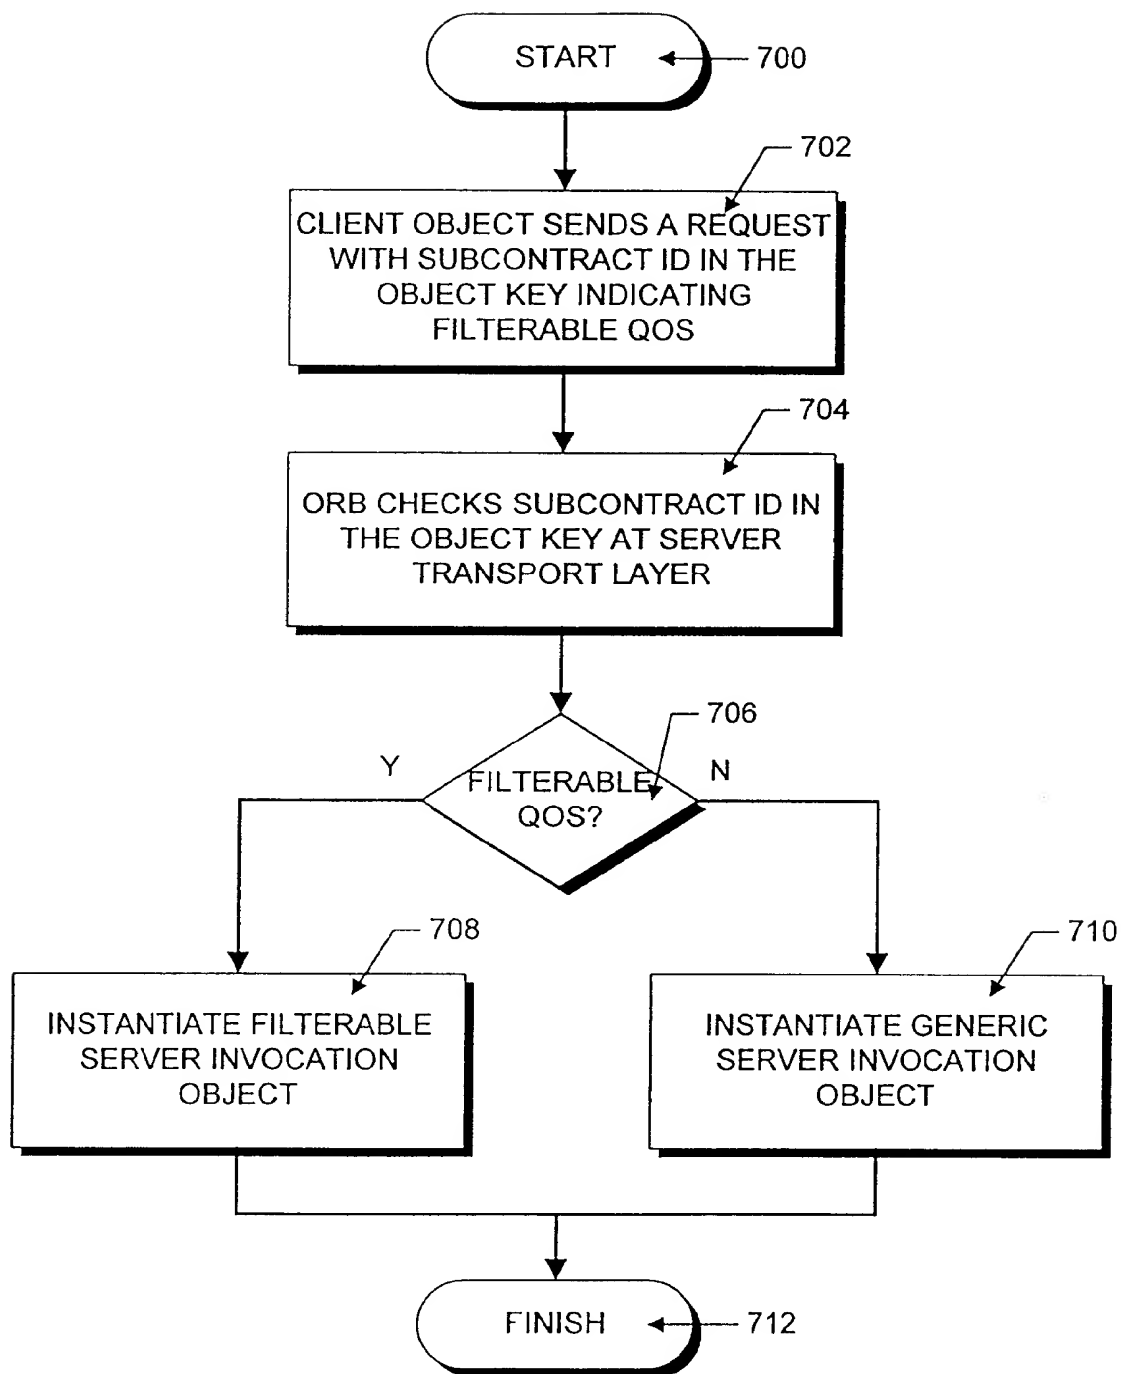 START
700
702
CLIENT OBJECT SENDS A REQUEST
WITH SUBCONTRACT ID IN THE
OBJECT KEY INDICATING
FILTERABLE QOS
704
ORB CHECKS SUBCONTRACT ID IN
THE OBJECT KEY AT SERVER
TRANSPORT LAYER
706
Y
N
FILTERABLE
QOS?
708
INSTANTIATE FILTERABLE
SERVER INVOCATION
OBJECT
710
INSTANTIATE GENERIC
SERVER INVOCATION
OBJECT
FINISH
712